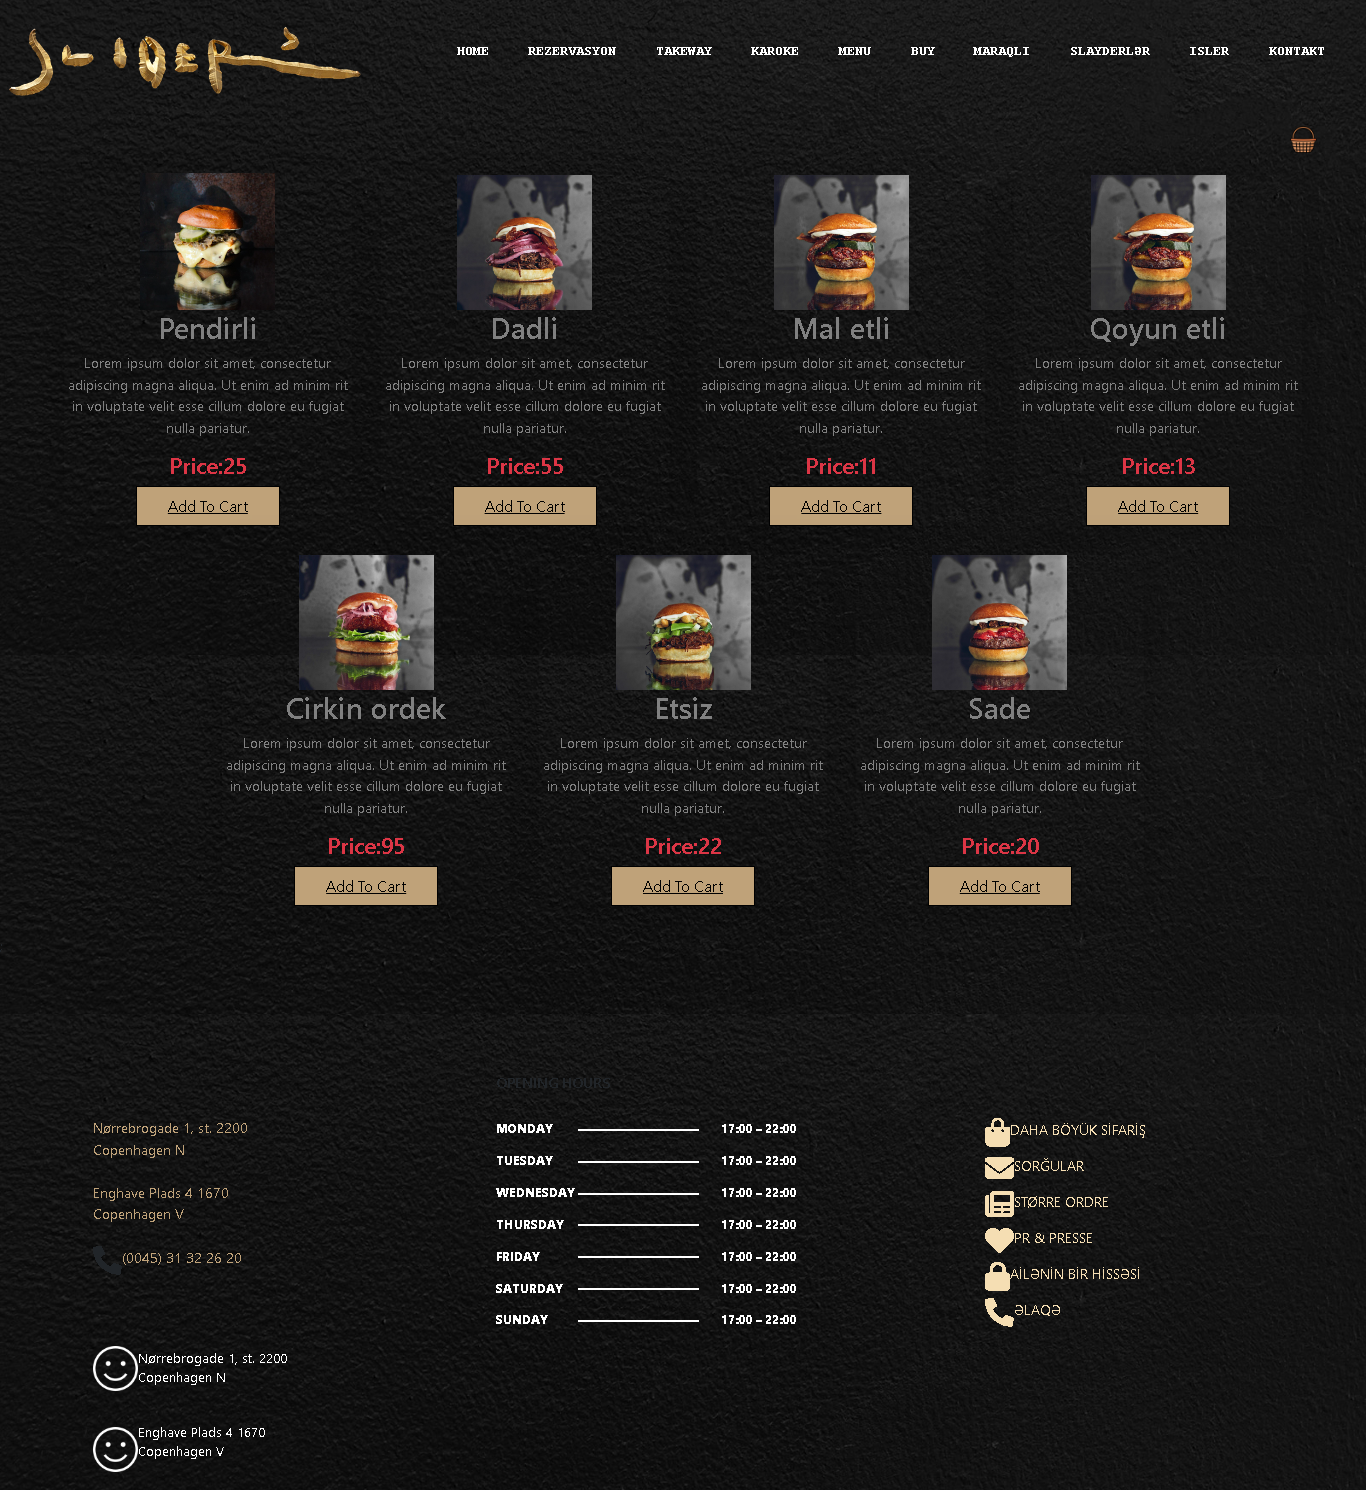 SLIDER²
HOME REZERVASYON TAKEWAY KAROKE MENU BUY MARAQLI SLAYDERLƏR ISLER KONTAKT
Pendirli
Lorem ipsum dolor sit amet, consectetur
adipiscing magna aliqua. Ut enim ad minim rit
in voluptate velit esse cillum dolore eu fugiat
nulla pariatur.
Price:25
Add To Cart
Dadli
Lorem ipsum dolor sit amet, consectetur
adipiscing magna aliqua. Ut enim ad minim rit
in voluptate velit esse cillum dolore eu fugiat
nulla pariatur.
Price:55
Add To Cart
Mal etli
Lorem ipsum dolor sit amet, consectetur
adipiscing magna aliqua. Ut enim ad minim rit
in voluptate velit esse cillum dolore eu fugiat
nulla pariatur.
Price:11
Add To Cart
Qoyun etli
Lorem ipsum dolor sit amet, consectetur
adipiscing magna aliqua. Ut enim ad minim rit
in voluptate velit esse cillum dolore eu fugiat
nulla pariatur.
Price:13
Add To Cart
Cirkin ordek
Lorem ipsum dolor sit amet, consectetur
adipiscing magna aliqua. Ut enim ad minim rit
in voluptate velit esse cillum dolore eu fugiat
nulla pariatur.
Price:95
Add To Cart
Etsiz
Lorem ipsum dolor sit amet, consectetur
adipiscing magna aliqua. Ut enim ad minim rit
in voluptate velit esse cillum dolore eu fugiat
nulla pariatur.
Price:22
Add To Cart
Sade
Lorem ipsum dolor sit amet, consectetur
adipiscing magna aliqua. Ut enim ad minim rit
in voluptate velit esse cillum dolore eu fugiat
nulla pariatur.
Price:20
Add To Cart
Nørrebrogade 1, st. 2200
Copenhagen N
Enghave Plads 4 1670
Copenhagen V
(0045) 31 32 26 20
Nørrebrogade 1, st. 2200
Copenhagen N
Enghave Plads 4 1670
Copenhagen V
OPENING HOURS
MONDAY 17:00 – 22:00
TUESDAY 17:00 – 22:00
WEDNESDAY 17:00 – 22:00
THURSDAY 17:00 – 22:00
FRIDAY 17:00 – 22:00
SATURDAY 17:00 – 22:00
SUNDAY 17:00 – 22:00
DAHA BÖYÜK SİFARİŞ
SORĞULAR
STØRRE ORDRE
PR & PRESSE
AİLƏNİN BİR HİSSƏSİ
ƏLAQƏ